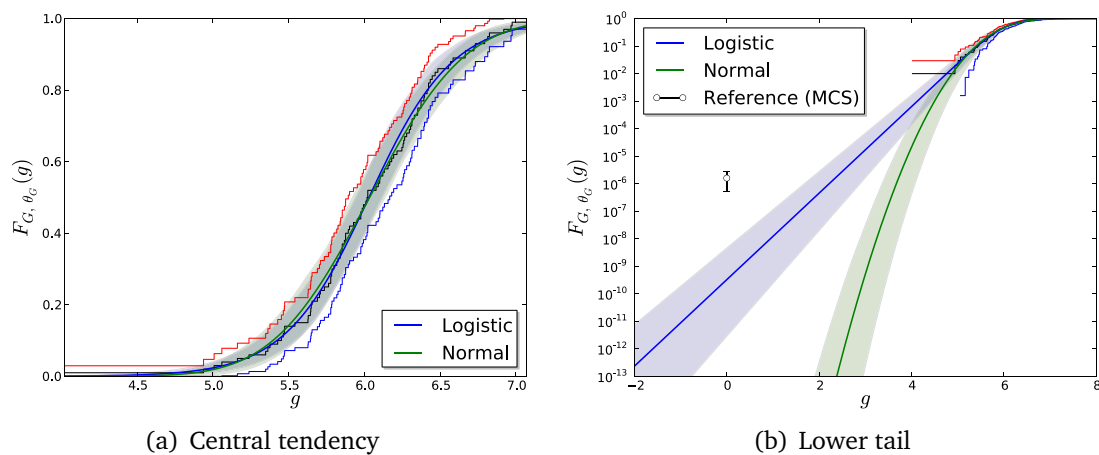 1.0
0.8
0.6
0.4
0.2
0.0
F_{G, θ_G}(g)
4.5 5.0 5.5 6.0 6.5 7.0
g
Logistic
Normal
(a) Central tendency
10^0
10^{-1}
10^{-2}
10^{-3}
10^{-4}
10^{-5}
10^{-6}
10^{-7}
10^{-8}
10^{-9}
10^{-10}
10^{-11}
10^{-12}
10^{-13}
F_{G, θ_G}(g)
−2 0 2 4 6 8
g
Logistic
Normal
Reference (MCS)
(b) Lower tail